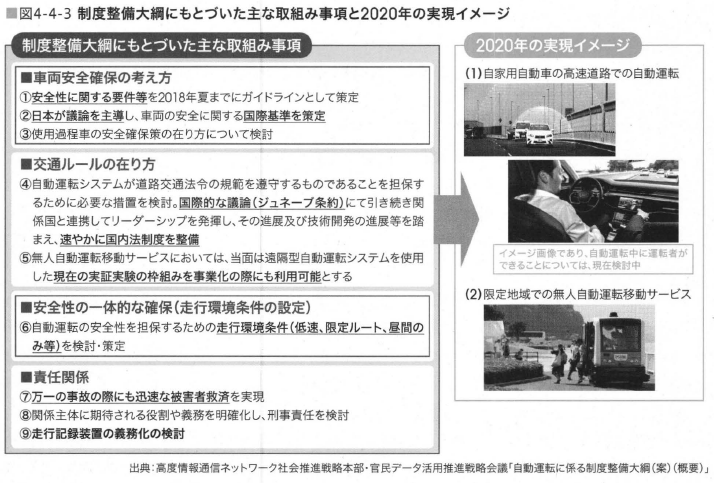 ■図4-4-3 制度整備大綱にもとづいた主な取組み事項と2020年の実現イメージ
制度整備大綱にもとづいた主な取組み事項
■車両安全確保の考え方
①安全性に関する要件等を2018年夏までにガイドラインとして策定
②日本が議論を主導し、車両の安全に関する国際基準を策定
③使用過程車の安全確保策の在り方について検討
■交通ルールの在り方
④自動運転システムが道路交通法令の規範を遵守するものであることを担保す
るために必要な措置を検討。国際的な議論(ジュネーブ条約)にて引き続き関
係国と連携してリーダーシップを発揮し、その進展及び技術開発の進展等を踏
まえ、速やかに国内法制度を整備
⑤無人自動運転移動サービスにおいては、当面は遠隔型自動運転システムを使用
した現在の実証実験の枠組みを事業化の際にも利用可能とする
■安全性の一体的な確保(走行環境条件の設定)
⑥自動運転の安全性を担保するための走行環境条件(低速、限定ルート、昼間の
み等)を検討・策定
■責任関係
⑦万一の事故の際にも迅速な被害者救済を実現
⑧関係主体に期待される役割や義務を明確化し、刑事責任を検討
⑨走行記録装置の義務化の検討
2020年の実現イメージ
(1)自家用自動車の高速道路での自動運転
イメージ画像であり、自動運転中に運転者が
できることについては、現在検討中
(2)限定地域での無人自動運転移動サービス
出典:高度情報通信ネットワーク社会推進戦略本部・官民データ活用推進戦略会議「自動運転に係る制度整備大綱(案)(概要)」